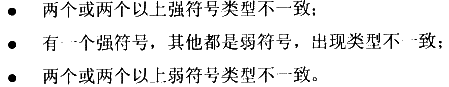 ● 两个或两个以上强符号类型不一致；
● 有一个强符号，其他都是弱符号，出现类型不一致；
● 两个或两个以上弱符号类型不一致。